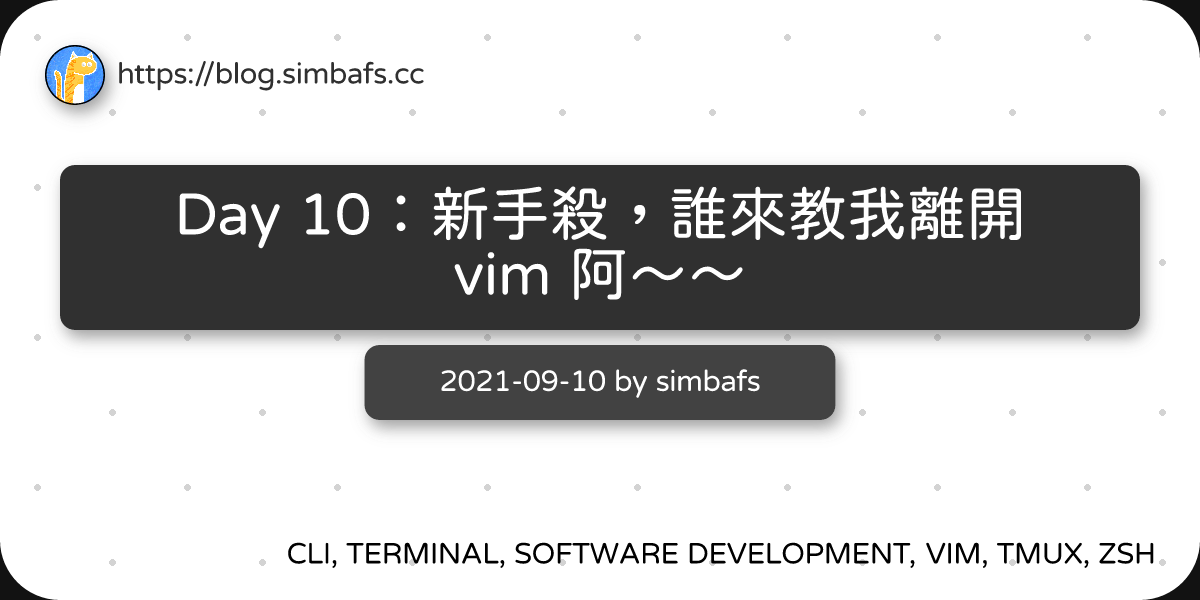 https://blog.simbafs.cc
Day 10：新手殺，誰來教我離開
vim 阿～～
2021-09-10 by simbafs
CLI, TERMINAL, SOFTWARE DEVELOPMENT, VIM, TMUX, ZSH